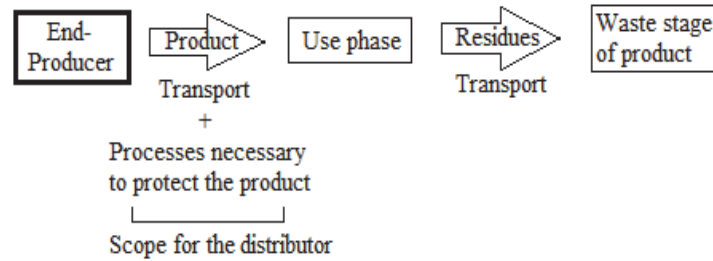 End-
Producer
Product
Transport
+
Processes necessary
to protect the product
Scope for the distributor
Use phase
Residues
Transport
Waste stage
of product